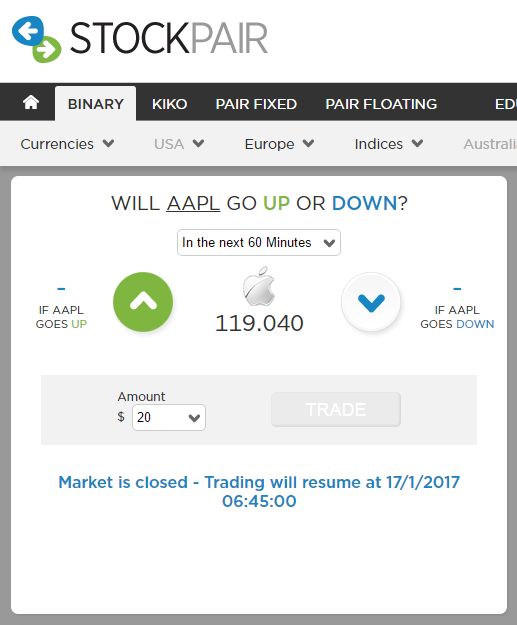 STOCKPAIR
BINARY KIKO PAIR FIXED PAIR FLOATING
Currencies USA Europe Indices
WILL AAPL GO UP OR DOWN?
In the next 60 Minutes
-
IF AAPL
GOES UP
119.040
-
IF AAPL
GOES DOWN
Amount
$ 20
TRADE
Market is closed - Trading will resume at 17/1/2017
06:45:00